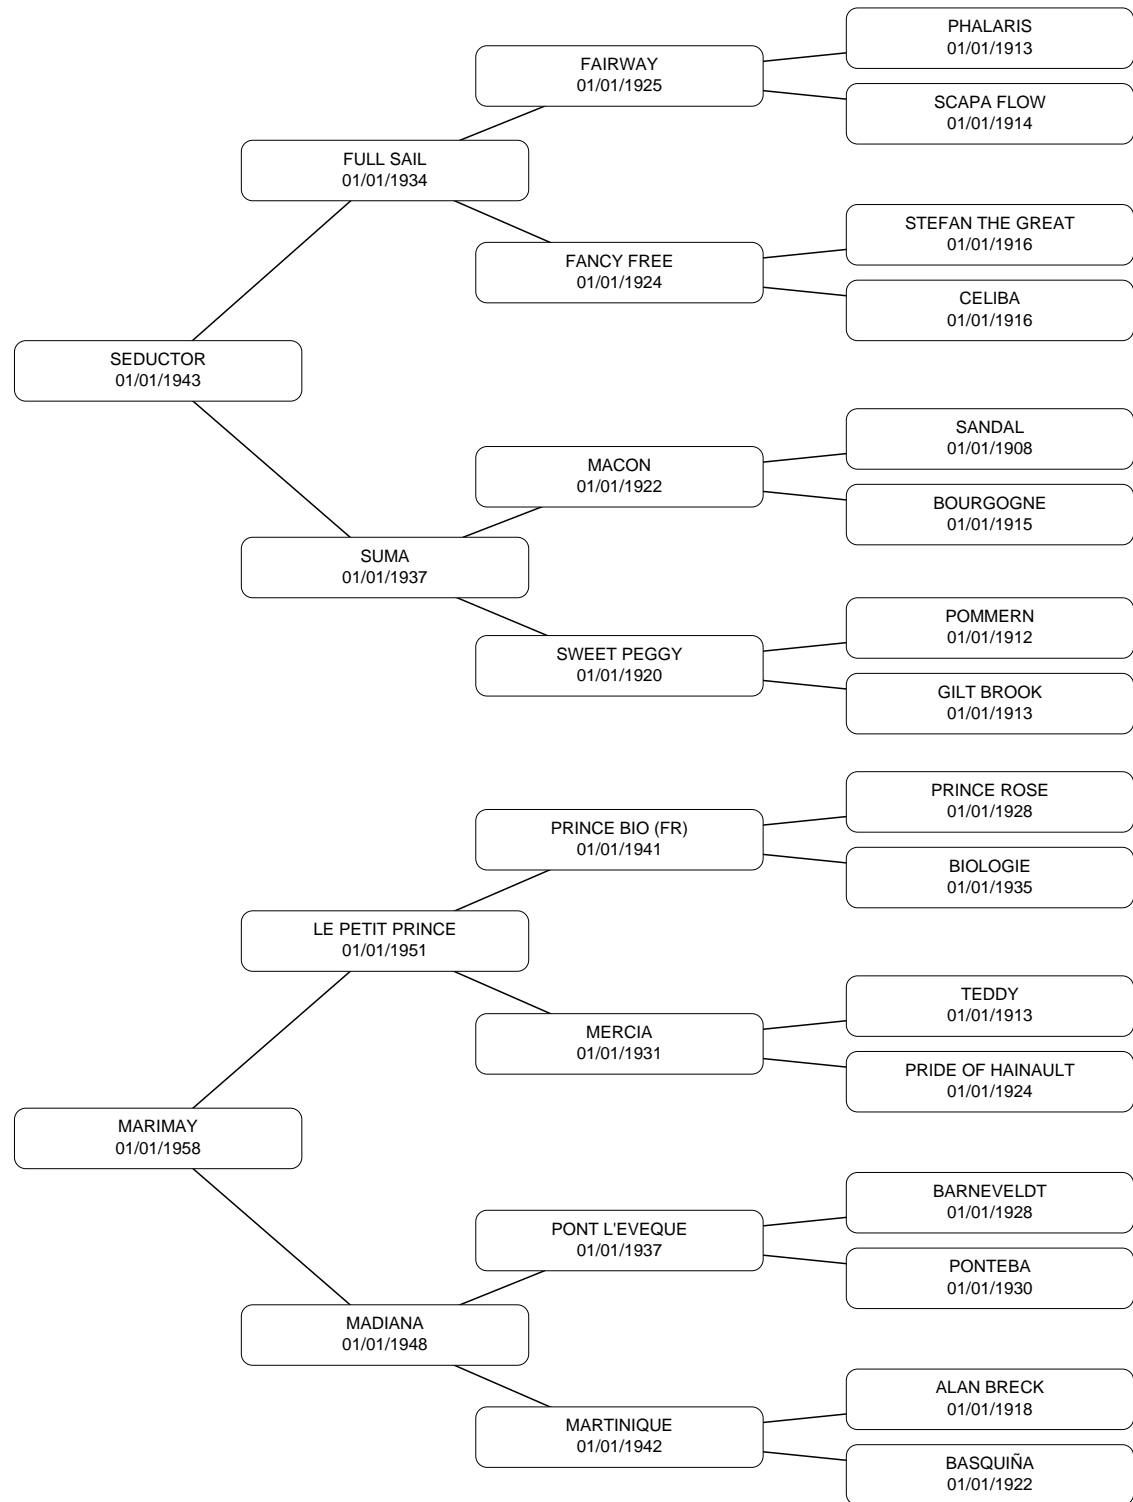 PHALARIS
01/01/1913
FAIRWAY
01/01/1925
SCAPA FLOW
01/01/1914
FULL SAIL
01/01/1934
STEFAN THE GREAT
01/01/1916
FANCY FREE
01/01/1924
CELIBA
01/01/1916
SEDUCTOR
01/01/1943
SANDAL
01/01/1908
MACON
01/01/1922
BOURGOGNE
01/01/1915
SUMA
01/01/1937
POMMERN
01/01/1912
SWEET PEGGY
01/01/1920
GILT BROOK
01/01/1913
PRINCE ROSE
01/01/1928
PRINCE BIO (FR)
01/01/1941
BIOLOGIE
01/01/1935
LE PETIT PRINCE
01/01/1951
TEDDY
01/01/1913
MERCIA
01/01/1931
PRIDE OF HAINAULT
01/01/1924
MARIMAY
01/01/1958
BARNEVELDT
01/01/1928
PONT L'EVEQUE
01/01/1937
PONTEBA
01/01/1930
MADIANA
01/01/1948
ALAN BRECK
01/01/1918
MARTINIQUE
01/01/1942
BASQUIÑA
01/01/1922